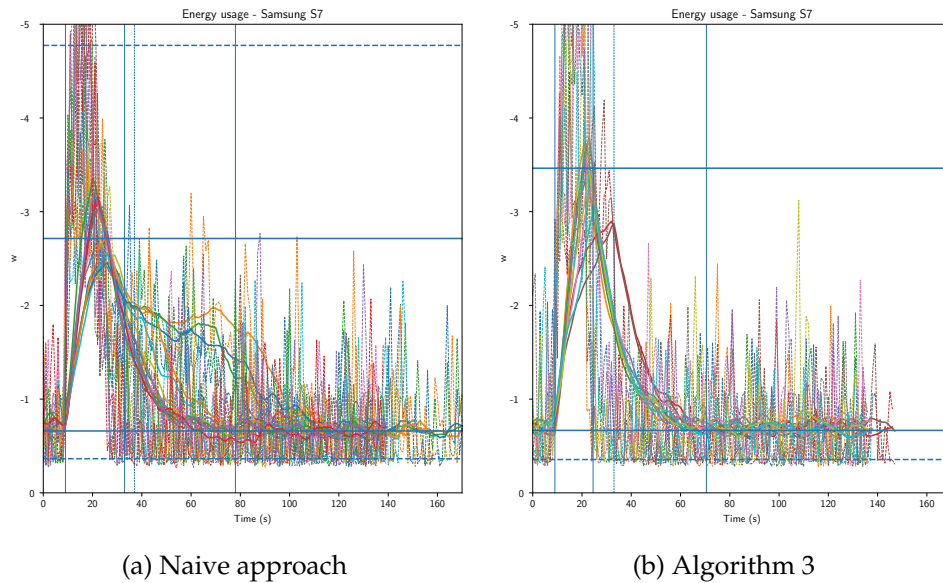 Energy usage - Samsung S7
-5
-4
-3
-2
-1
0
w
0 20 40 60 80 100 120 140 160
Time (s)
(a) Naive approach
Energy usage - Samsung S7
-5
-4
-3
-2
-1
0
w
0 20 40 60 80 100 120 140 160
Time (s)
(b) Algorithm 3